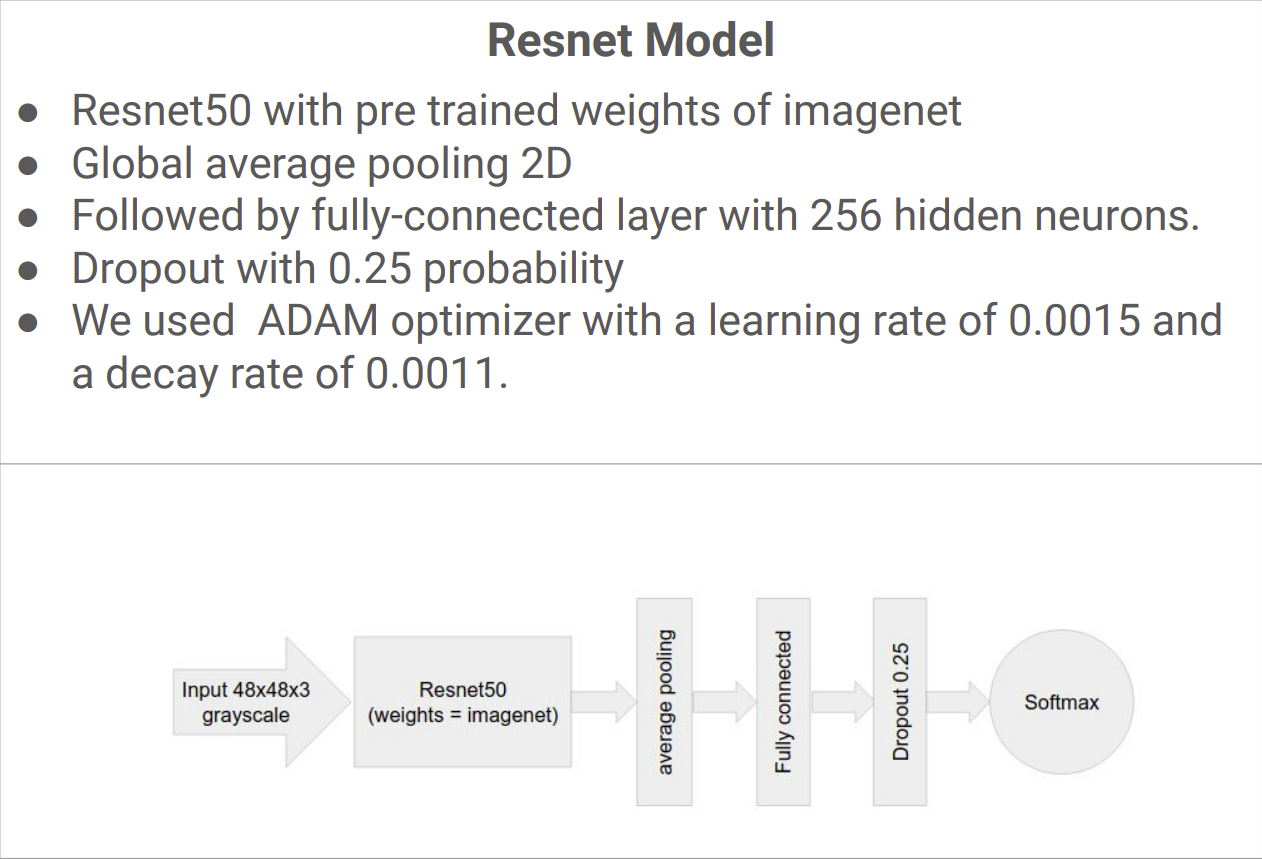 Resnet Model
● Resnet50 with pre trained weights of imagenet
● Global average pooling 2D
● Followed by fully-connected layer with 256 hidden neurons.
● Dropout with 0.25 probability
● We used  ADAM optimizer with a learning rate of 0.0015 and
a decay rate of 0.0011.
Input 48x48x3
grayscale
Resnet50
(weights = imagenet)
average pooling
Fully connected
Dropout 0.25
Softmax